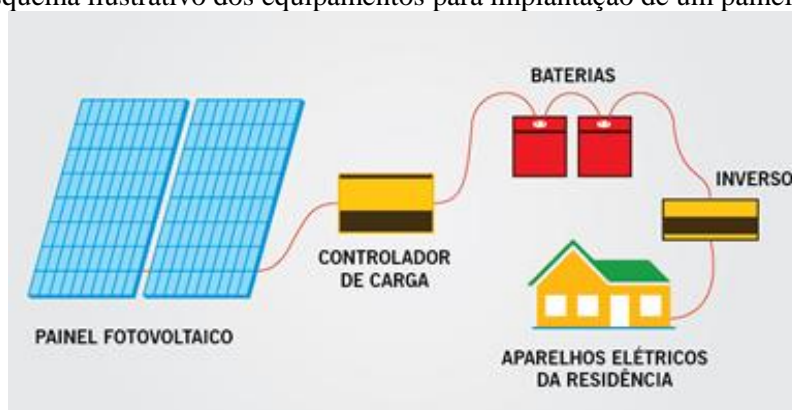 quema ilustrativo dos equipamentos para implantação de um painel
BATERIAS
INVERSO
CONTROLADOR
DE CARGA
PAINEL FOTOVOLTAICO
APARELHOS ELÉTRICOS
DA RESIDÊNCIA